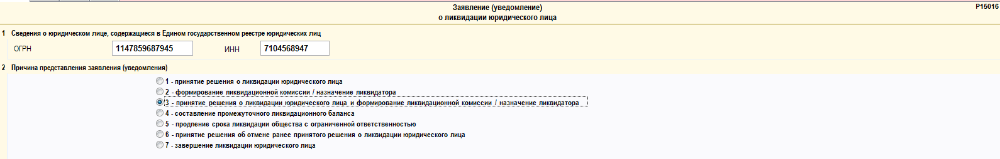 Заявление (уведомление)
Р15016
о ликвидации юридического лица
1 Сведения о юридическом лице, содержащиеся в Едином государственном реестре юридических лиц
ОГРН 1147859687945 ИНН 7104568947
2 Причина представления заявления (уведомления)
1 - принятие решения о ликвидации юридического лица
2 - формирование ликвидационной комиссии / назначение ликвидатора
3 - принятие решения о ликвидации юридического лица и формирование ликвидационной комиссии / назначение ликвидатора
4 - составление промежуточного ликвидационного баланса
5 - продление срока ликвидации общества с ограниченной ответственностью
6 - принятие решения об отмене ранее принятого решения о ликвидации юридического лица
7 - завершение ликвидации юридического лица